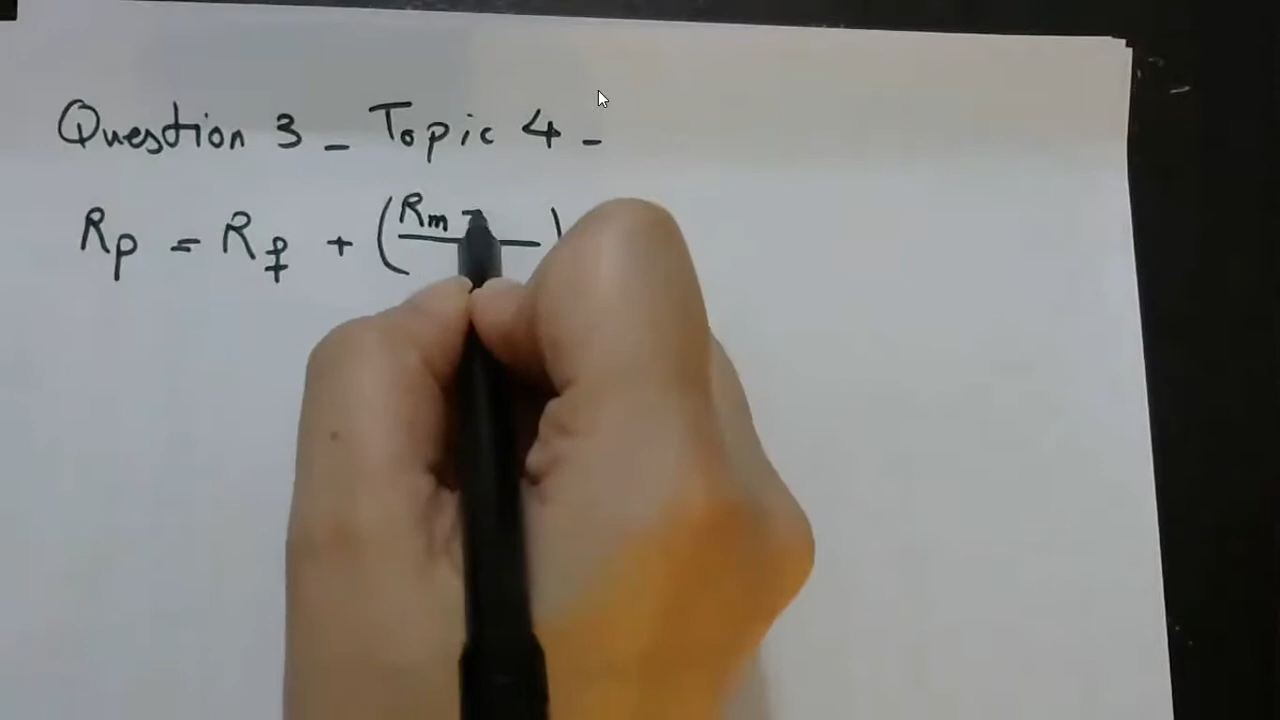 Question 3 - Topic 4 -
Rp = Rf + (Rm -)